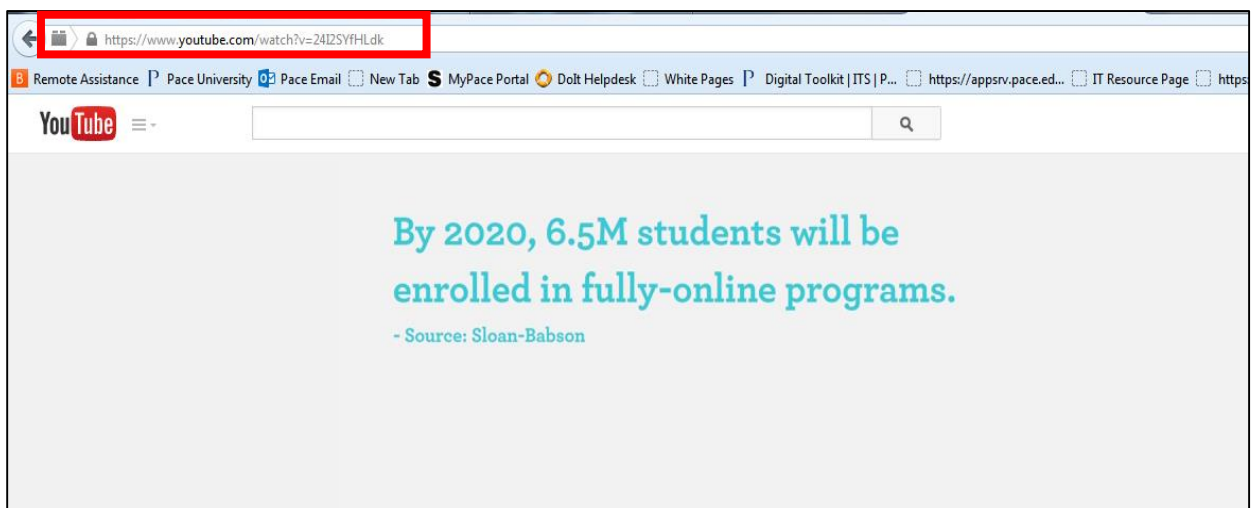 https://www.youtube.com/watch?v=24I2SYfHLdk
Remote Assistance Pace University Pace Email New Tab MyPace Portal DoIt Helpdesk White Pages Digital Toolkit | ITS | P... https://appsrv.pace.ed... IT Resource Page https
YouTube
By 2020, 6.5M students will be
enrolled in fully-online programs.
- Source: Sloan-Babson